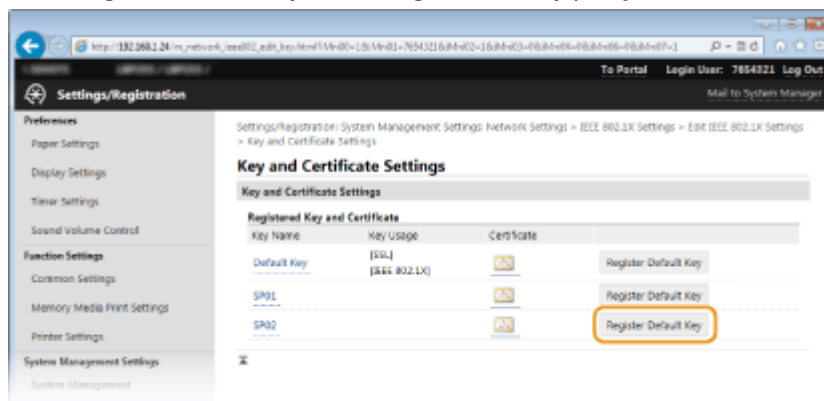 To Portal Login User: 7654321 Log Out
Settings/Registration
Mail to System Manager
Preferences
Paper Settings
Display Settings
Timer Settings
Sound Volume Control
Function Settings
Common Settings
Memory Media Print Settings
Printer Settings
System Management Settings
System Management
Settings/Registration: System Management Settings: Network Settings > IEEE 802.1X Settings > Edit IEEE 802.1X Settings
> Key and Certificate Settings
Key and Certificate Settings
Key and Certificate Settings
Registered Key and Certificate
Key Name Key Usage Certificate
Default Key [SSL] Register Default Key
[IEEE 802.1X]
SP01 Register Default Key
SP02 Register Default Key